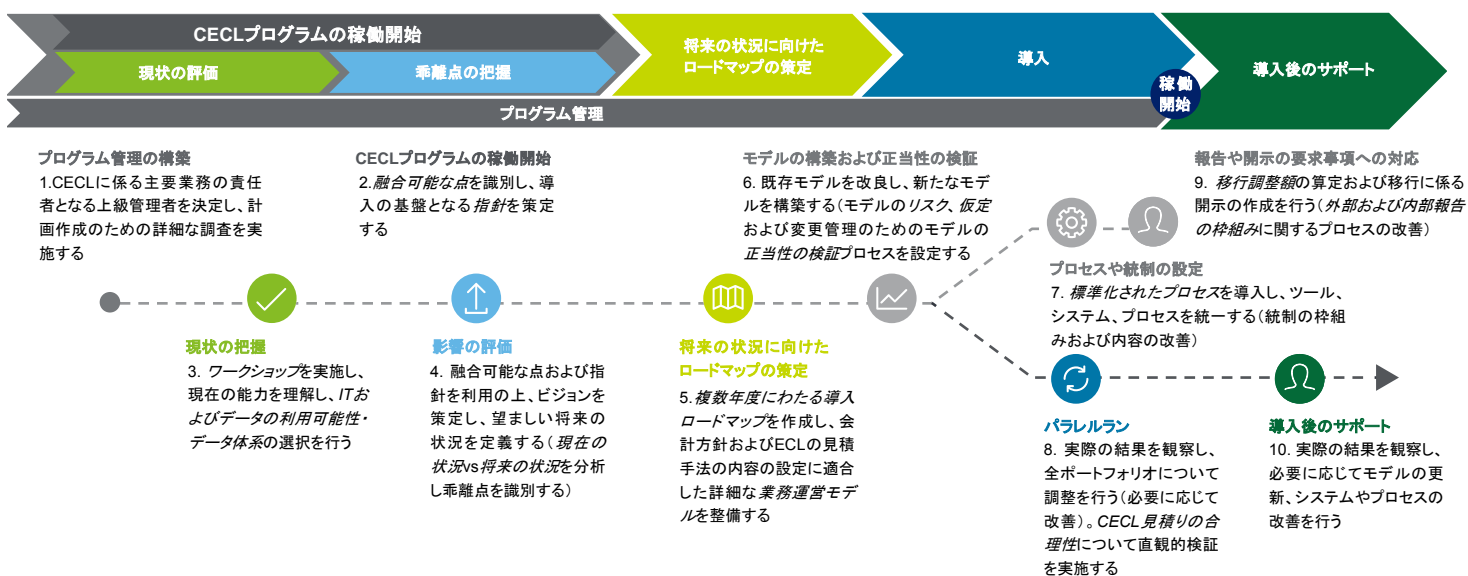 CECLプログラムの稼働開始
現状の評価
乖離点の把握
将来の状況に向けた
ロードマップの策定
導入
稼働
開始
導入後のサポート
プログラム管理
プログラム管理の構築
1.CECLに係る主要業務の責任
者となる上級管理者を決定し、計
画作成のための詳細な調査を実
施する
CECLプログラムの稼働開始
2.融合可能な点を識別し、導
入の基盤となる指針を策定
する
モデルの構築および正当性の検証
6. 既存モデルを改良し、新たなモデ
ルを構築する(モデルのリスク、仮定
および変更管理のためのモデルの
正当性の検証プロセスを設定する
報告や開示の要求事項への対応
9. 移行調整額の算定および移行に係る
開示の作成を行う(外部および内部報告
の枠組みに関するプロセスの改善)
プロセスや統制の設定
7. 標準化されたプロセスを導入し、ツール、
システム、プロセスを統一する(統制の枠組
みおよび内容の改善)
現状の把握
3. ワークショップを実施し、
現在の能力を理解し、ITお
よびデータの利用可能性・
データ体系の選択を行う
影響の評価
4. 融合可能な点および指
針を利用の上、ビジョンを
策定し、望ましい将来の
状況を定義する(現在の
状況vs将来の状況を分析
し乖離点を識別する)
将来の状況に向けた
ロードマップの策定
5.複数年度にわたる導入
ロードマップを作成し、会
計方針およびECLの見積
手法の内容の設定に適合
した詳細な業務運営モデ
ルを整備する
パラレルラン
8. 実際の結果を観察し、
全ポートフォリオについて
調整を行う(必要に応じて
改善)。CECL見積りの合
理性について直観的検証
を実施する
導入後のサポート
10. 実際の結果を観察し、
必要に応じてモデルの更
新、システムやプロセスの
改善を行う